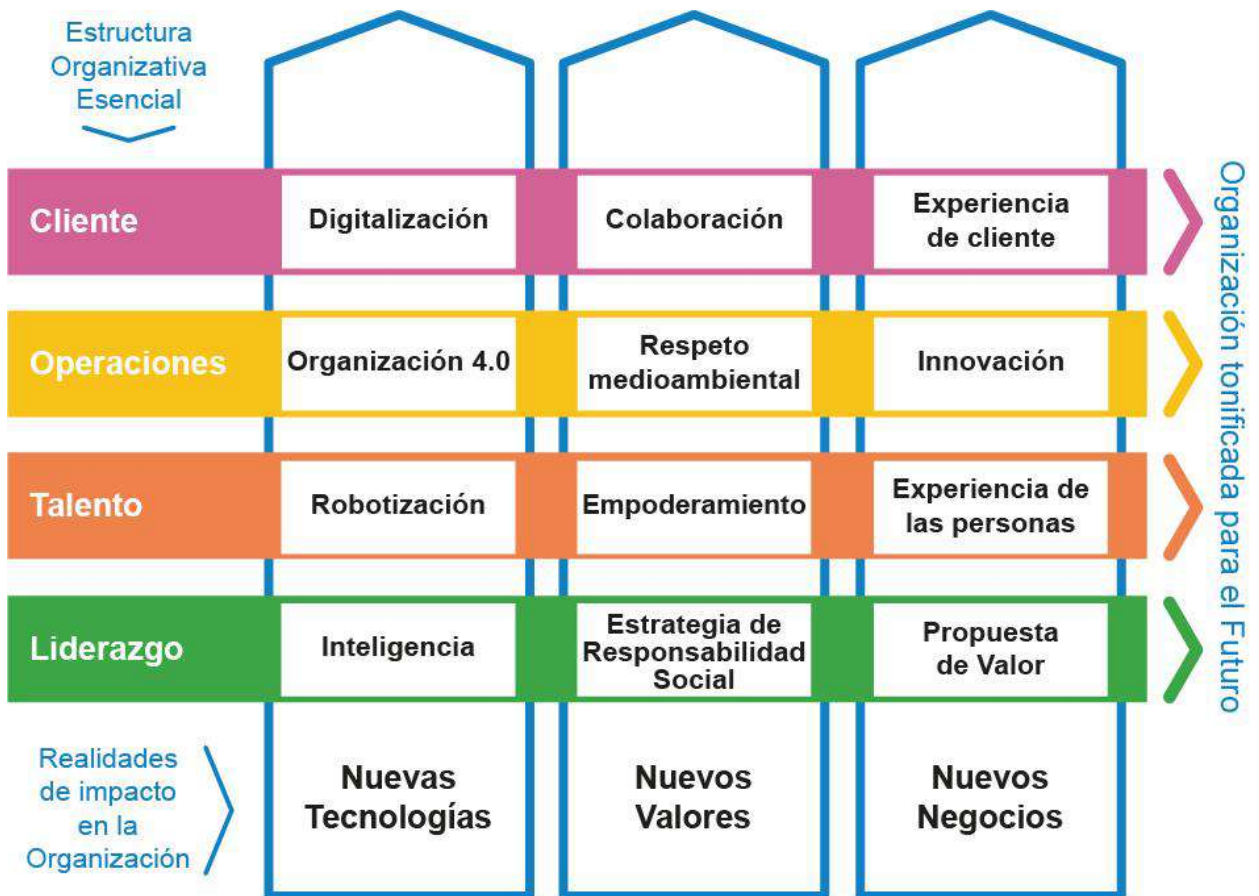 Estructura
Organizativa
Esencial
Cliente
Digitalización
Colaboración
Experiencia
de cliente
Operaciones
Organización 4.0
Respeto
medioambiental
Innovación
Talento
Robotización
Empoderamiento
Experiencia de
las personas
Liderazgo
Inteligencia
Estrategia de
Responsabilidad
Social
Propuesta
de Valor
Realidades
de impacto
en la
Organización
Nuevas
Tecnologías
Nuevos
Valores
Nuevos
Negocios
Organización tonificada para el Futuro